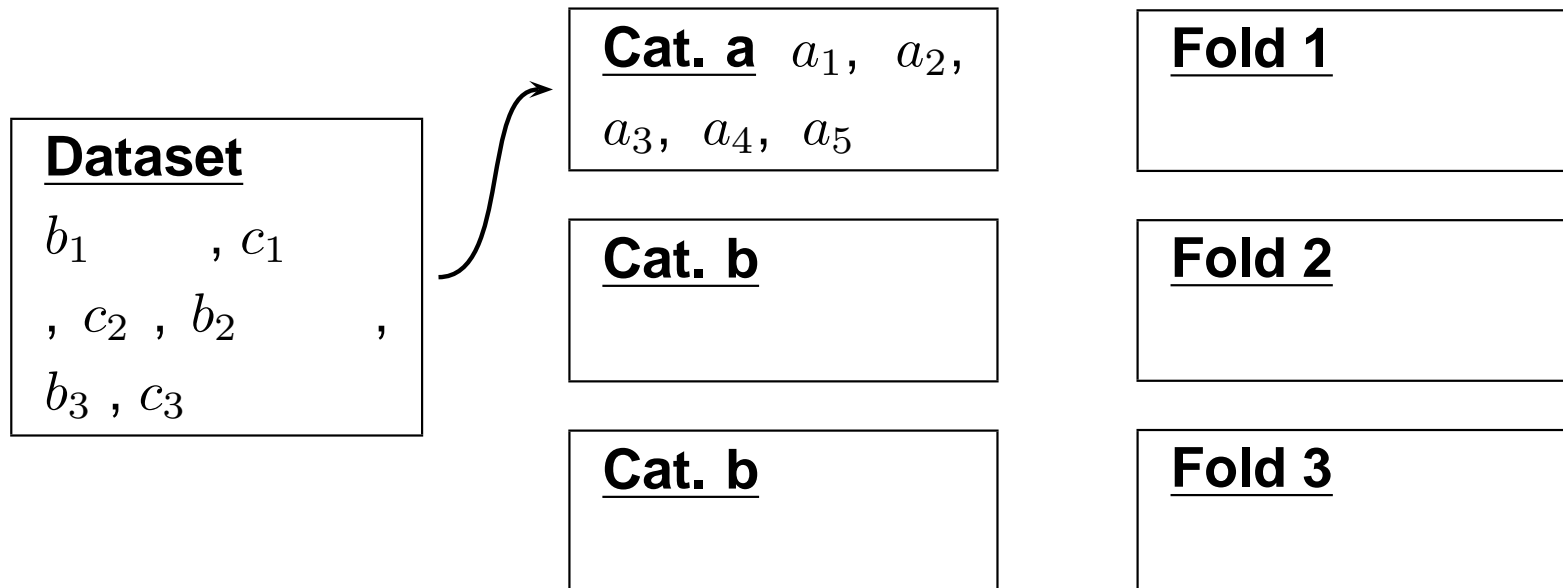 Dataset
b₁ , c₁
, c₂ , b₂ ,
b₃ , c₃
Cat. a a₁, a₂,
a₃, a₄, a₅
Cat. b
Cat. b
Fold 1
Fold 2
Fold 3